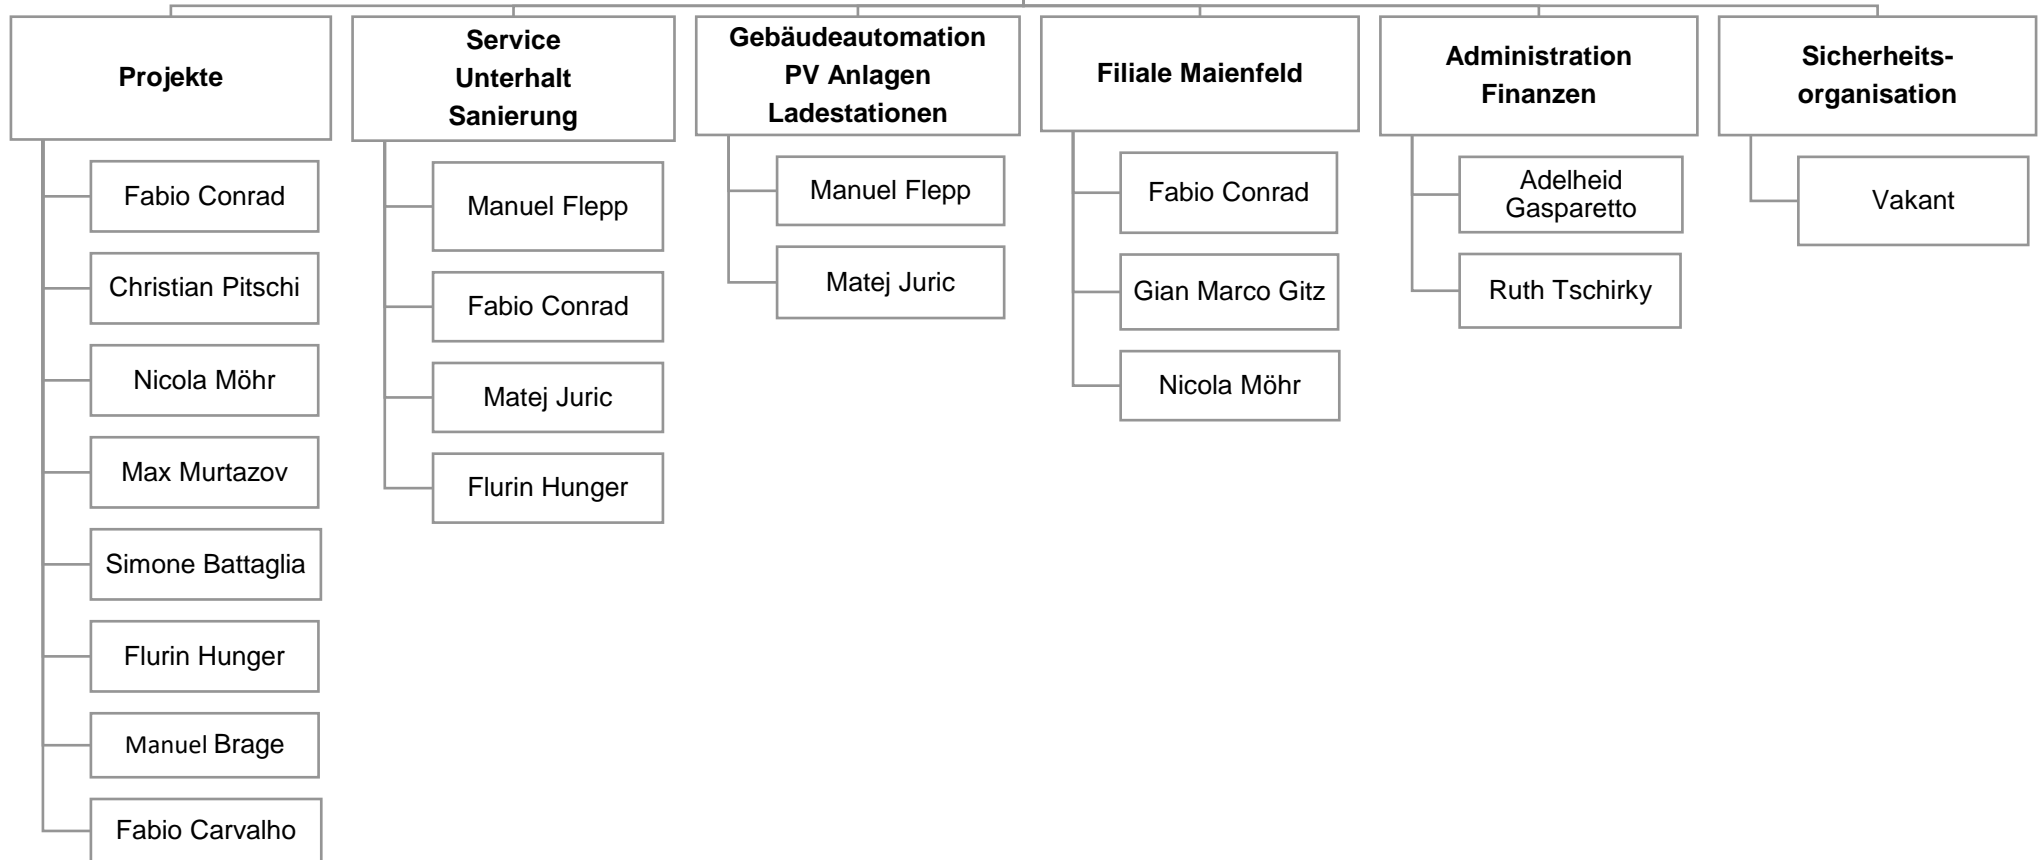 Projekte
Fabio Conrad
Christian Pitschi
Nicola Möhr
Max Murtazov
Simone Battaglia
Flurin Hunger
Manuel Brage
Fabio Carvalho
Service
Unterhalt
Sanierung
Manuel Flepp
Fabio Conrad
Matej Juric
Flurin Hunger
Gebäudeautomation
PV Anlagen
Ladestationen
Manuel Flepp
Matej Juric
Filiale Maienfeld
Fabio Conrad
Gian Marco Gitz
Nicola Möhr
Administration
Finanzen
Adelheid
Gasparetto
Ruth Tschirky
Sicherheits-
organisation
Vakant